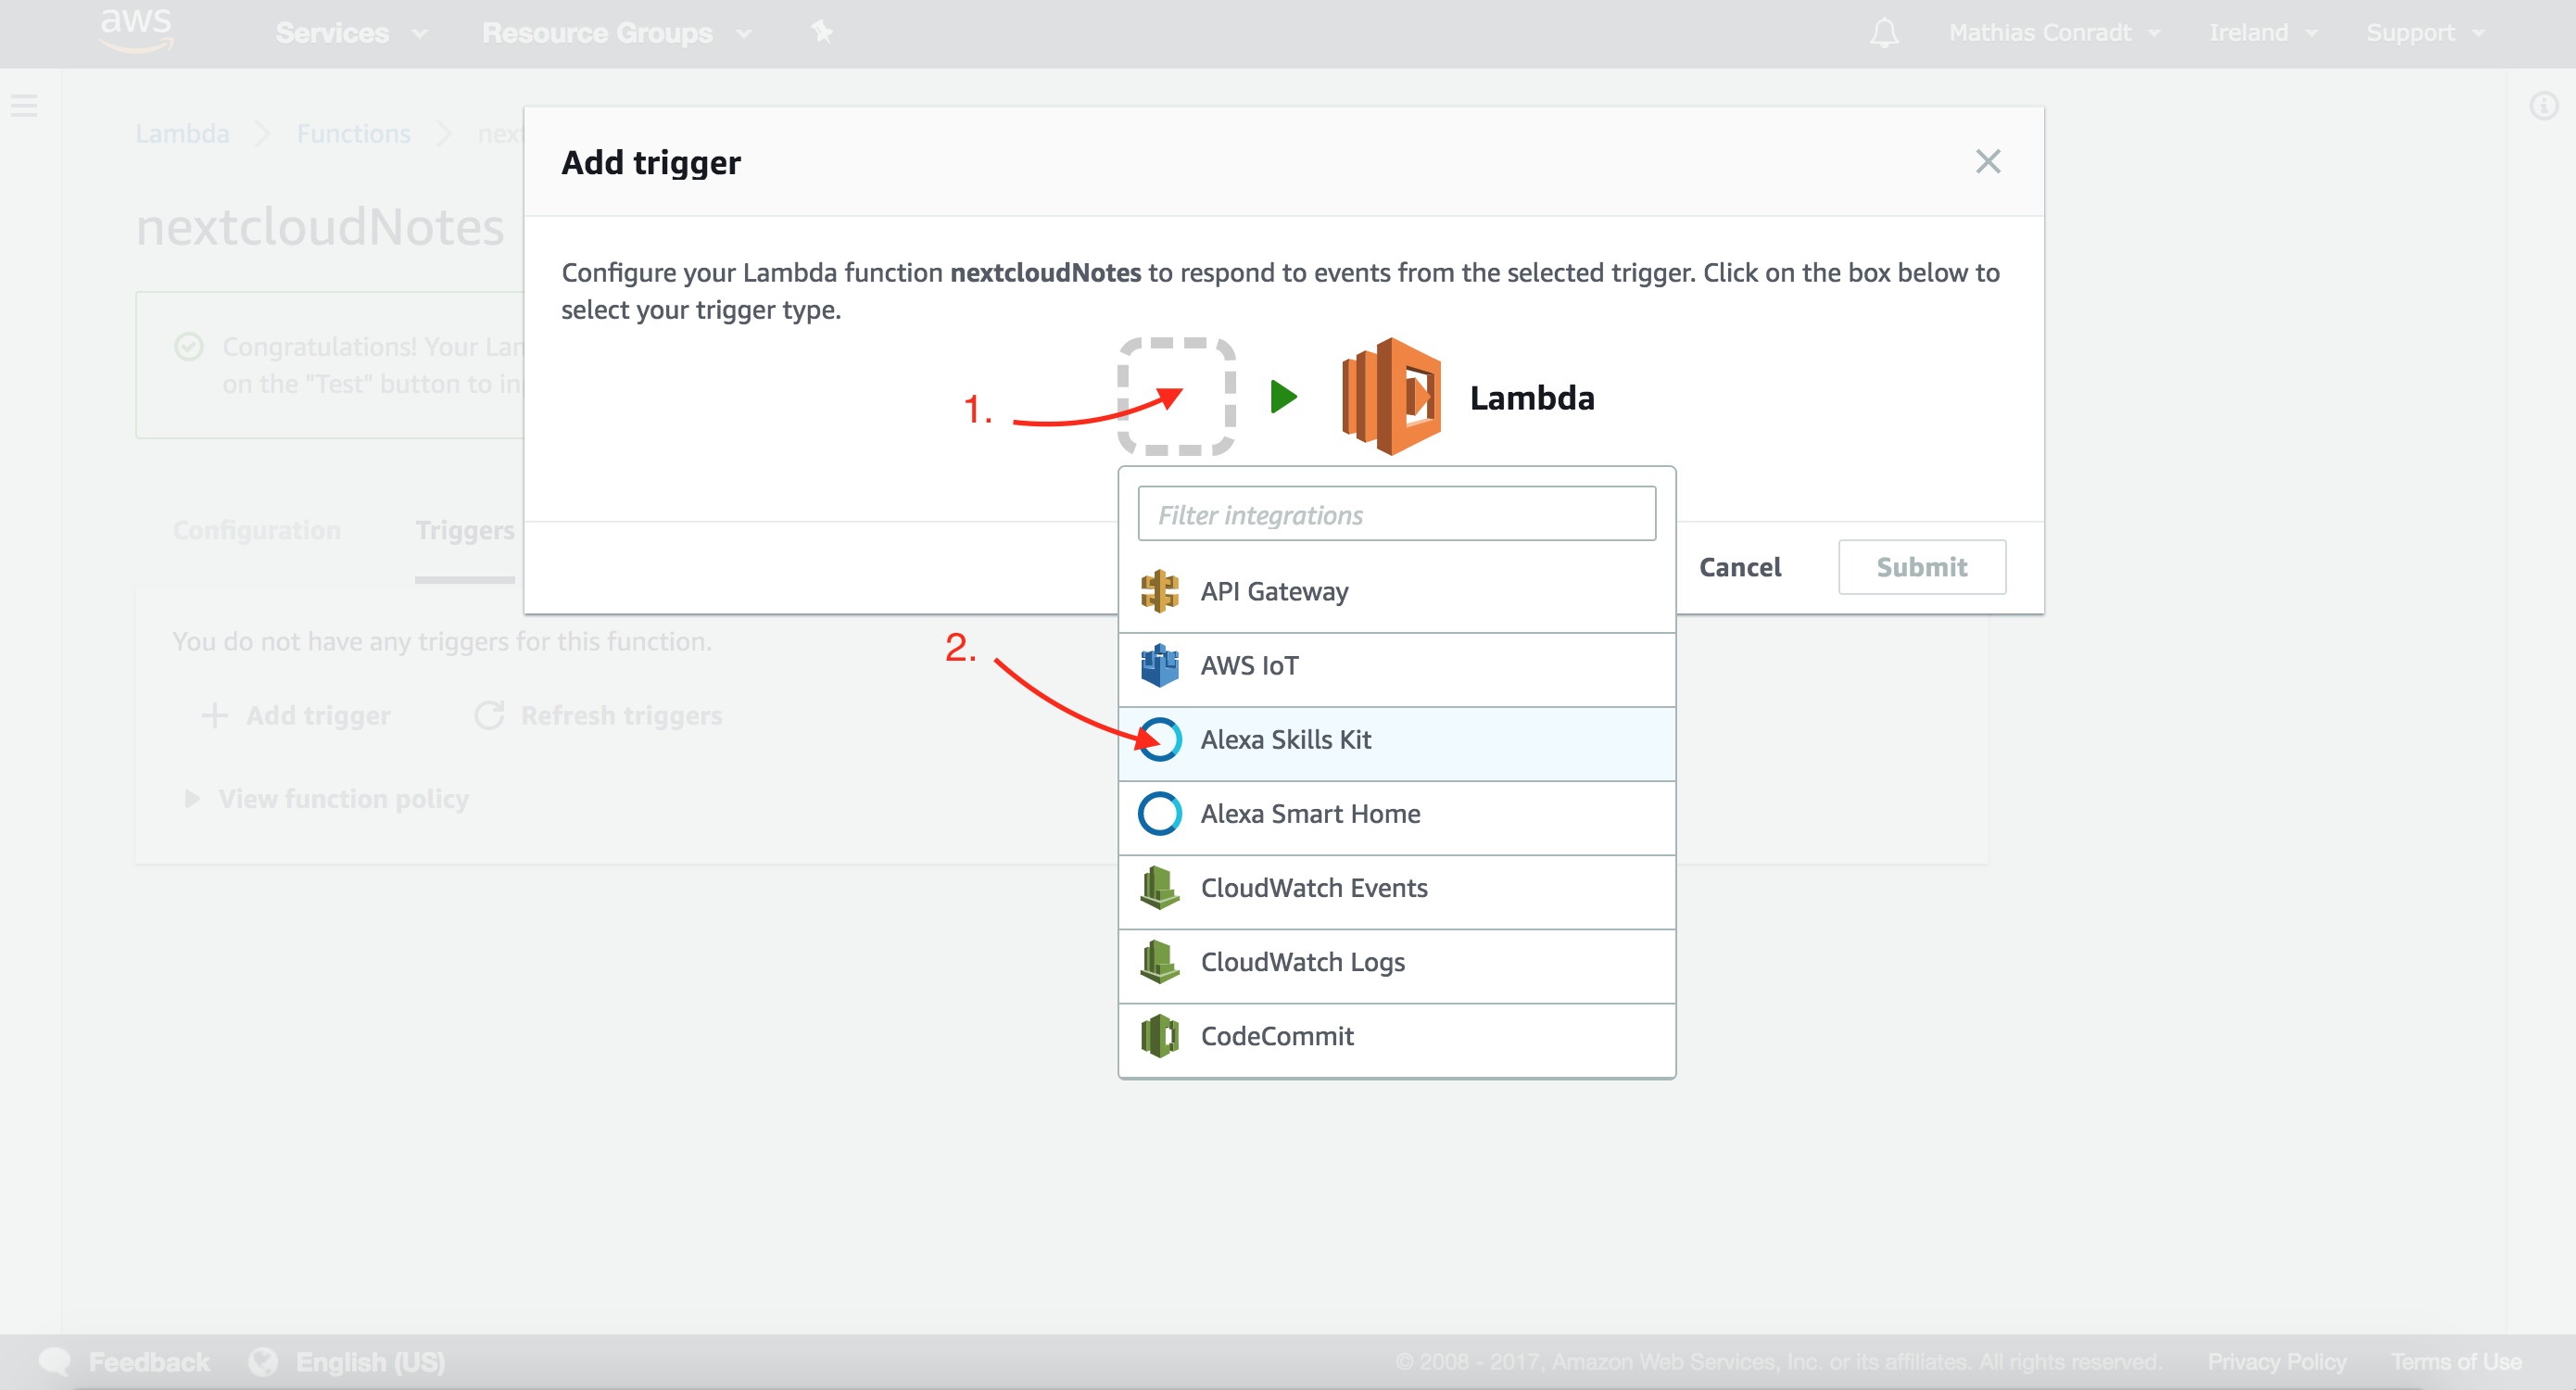 aws Services Resource Groups Mathias Conradt Ireland Support
Lambda Functions
nextcloudNotes
Congratulations! Your
on the "Test" button to
Configuration Triggers
You do not have any triggers for this function.
Add trigger Refresh triggers
View function policy
Add trigger
Configure your Lambda function nextcloudNotes to respond to events from the selected trigger. Click on the box below to
select your trigger type.
1.
Lambda
2.
Filter integrations
API Gateway
AWS IoT
Alexa Skills Kit
Alexa Smart Home
CloudWatch Events
CloudWatch Logs
CodeCommit
Cancel Submit
Feedback English (US) © 2008 - 2017, Amazon Web Services, Inc. or its affiliates. All rights reserved. Privacy Policy Terms of Use